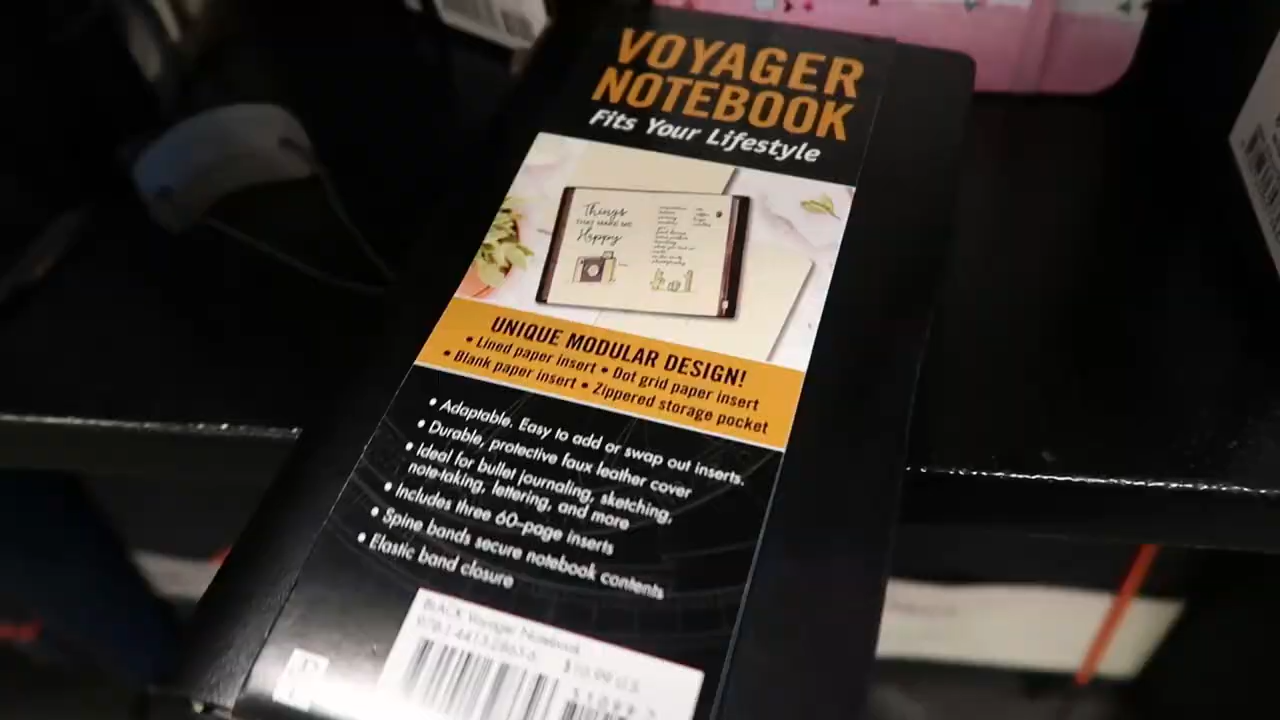 VOYAGER
NOTEBOOK
Fits Your Lifestyle
Things
THAT MAKE ME
Happy
UNIQUE MODULAR DESIGN!
• Lined paper insert • Dot grid paper insert
• Blank paper insert • Zippered storage pocket
• Adaptable. Easy to add or swap out inserts.
• Durable, protective faux leather cover
• Ideal for bullet journaling, sketching,
note-taking, lettering, and more
• Includes three 60-page inserts
• Spine bands secure notebook contents
• Elastic band closure
BLACK Voyager Notebook